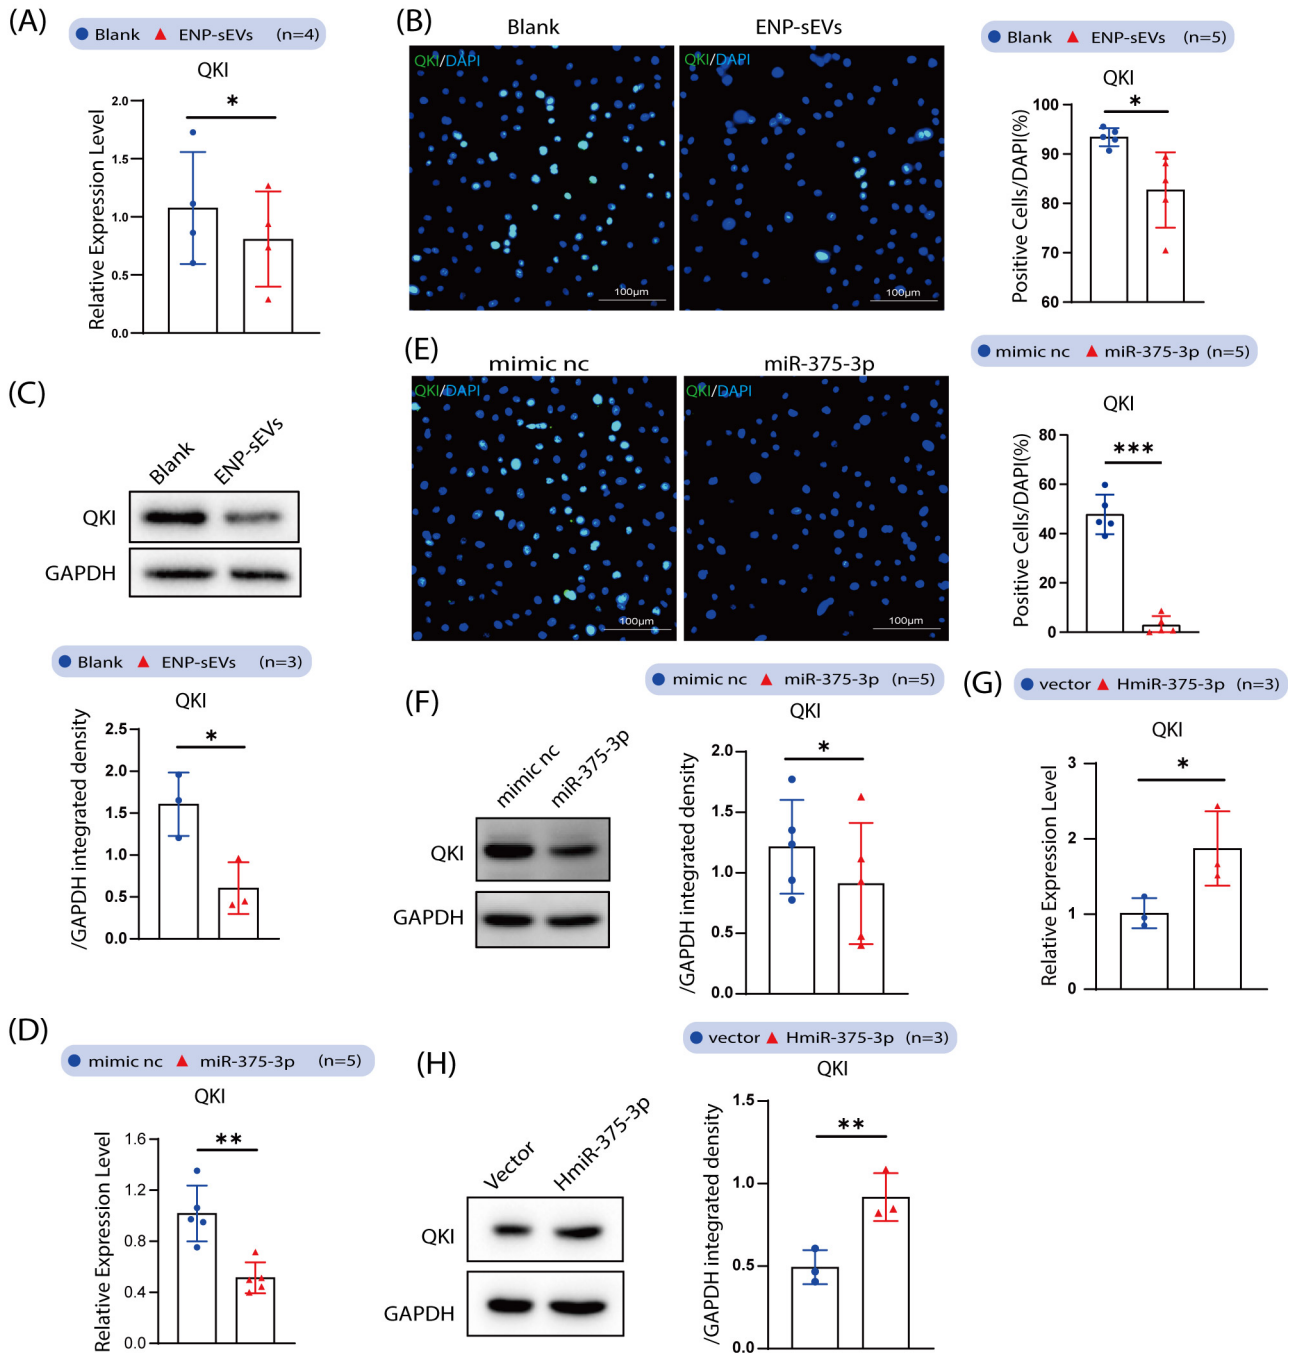 (A)
Blank ENP-sEVs (n=4)
QKI
*
Relative Expression Level
2.0
1.5
1.0
0.5
0.0
(B)
Blank
ENP-sEVs
QKI/DAPI
100μm
QKI/DAPI
100μm
Blank ENP-sEVs (n=5)
QKI
*
Positive Cells/DAPI(%)
100
90
80
70
60
(C)
Blank
ENP-sEVs
QKI
GAPDH
Blank ENP-sEVs (n=3)
QKI
*
/GAPDH integrated density
2.5
2.0
1.5
1.0
0.5
0.0
(D)
mimic nc miR-375-3p (n=5)
QKI
**
Relative Expression Level
1.6
1.2
0.8
0.4
0.0
(E)
mimic nc
miR-375-3p
QKI/DAPI
100μm
QKI/DAPI
100μm
mimic nc miR-375-3p (n=5)
QKI
***
Positive Cells/DAPI(%)
80
60
40
20
0
(F)
mimic nc
miR-375-3p
QKI
GAPDH
mimic nc miR-375-3p (n=5)
QKI
*
/GAPDH integrated density
2.0
1.5
1.0
0.5
0.0
(G)
vector HmiR-375-3p (n=3)
QKI
*
Relative Expression Level
3
2
1
0
(H)
Vector
HmiR-375-3p
QKI
GAPDH
vector HmiR-375-3p (n=3)
QKI
**
/GAPDH integrated density
1.5
1.0
0.5
0.0